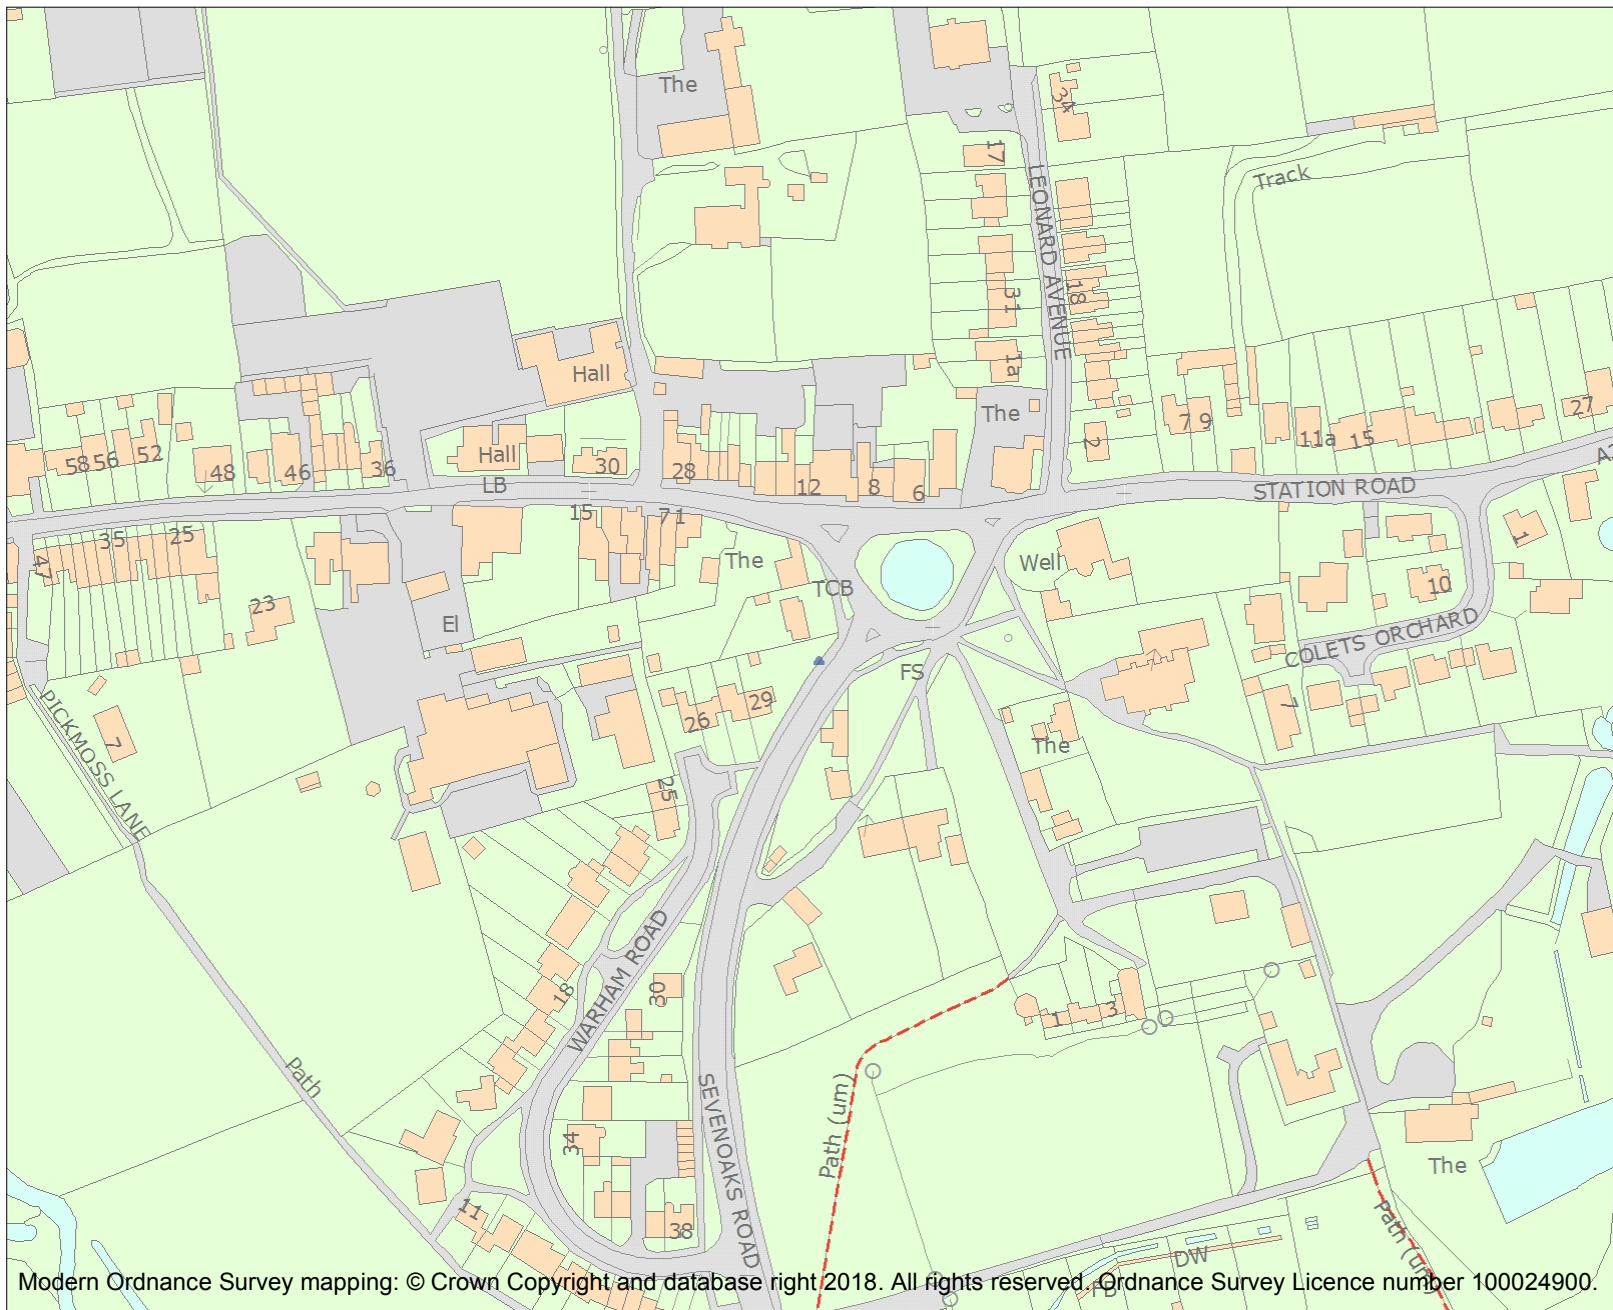 The
34
17
LEONARD AVENUE
Track
18
31
1a
Hall
The
2
7 9
11a
15
27
58 56
52
48
46
36
Hall
30
28
12
8
6
LB
STATION ROAD
47
35
25
15
71
The
Well
1
TCB
10
23
El
COLETS ORCHARD
FS
7
26
29
The
7
PICKMOSS LANE
25
WARHAM ROAD
18
30
1
3
Path
Path (um)
SEVENOAKS ROAD
34
The
11
38
Path (um)
DW
FB
Modern Ordnance Survey mapping: © Crown Copyright and database right 2018. All rights reserved. Ordnance Survey Licence number 100024900.